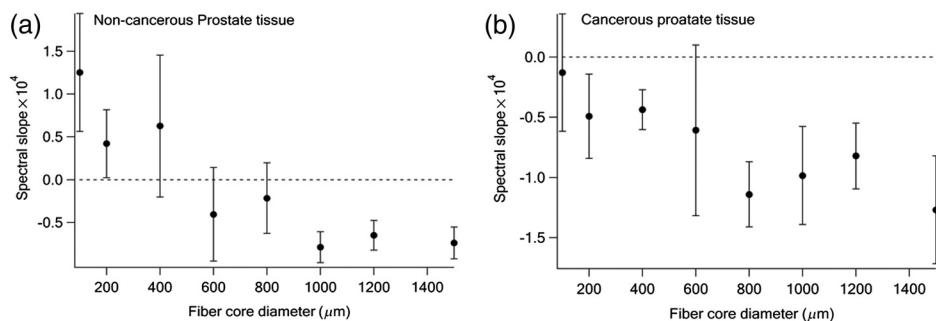 (a)
Non-cancerous Prostate tissue
Spectral slope×10⁴
1.5
1.0
0.5
0.0
-0.5
200 400 600 800 1000 1200 1400
Fiber core diameter (μm)
(b)
Cancerous proatate tissue
Spectral slope×10⁴
0.0
-0.5
-1.0
-1.5
200 400 600 800 1000 1200 1400
Fiber core diameter (μm)